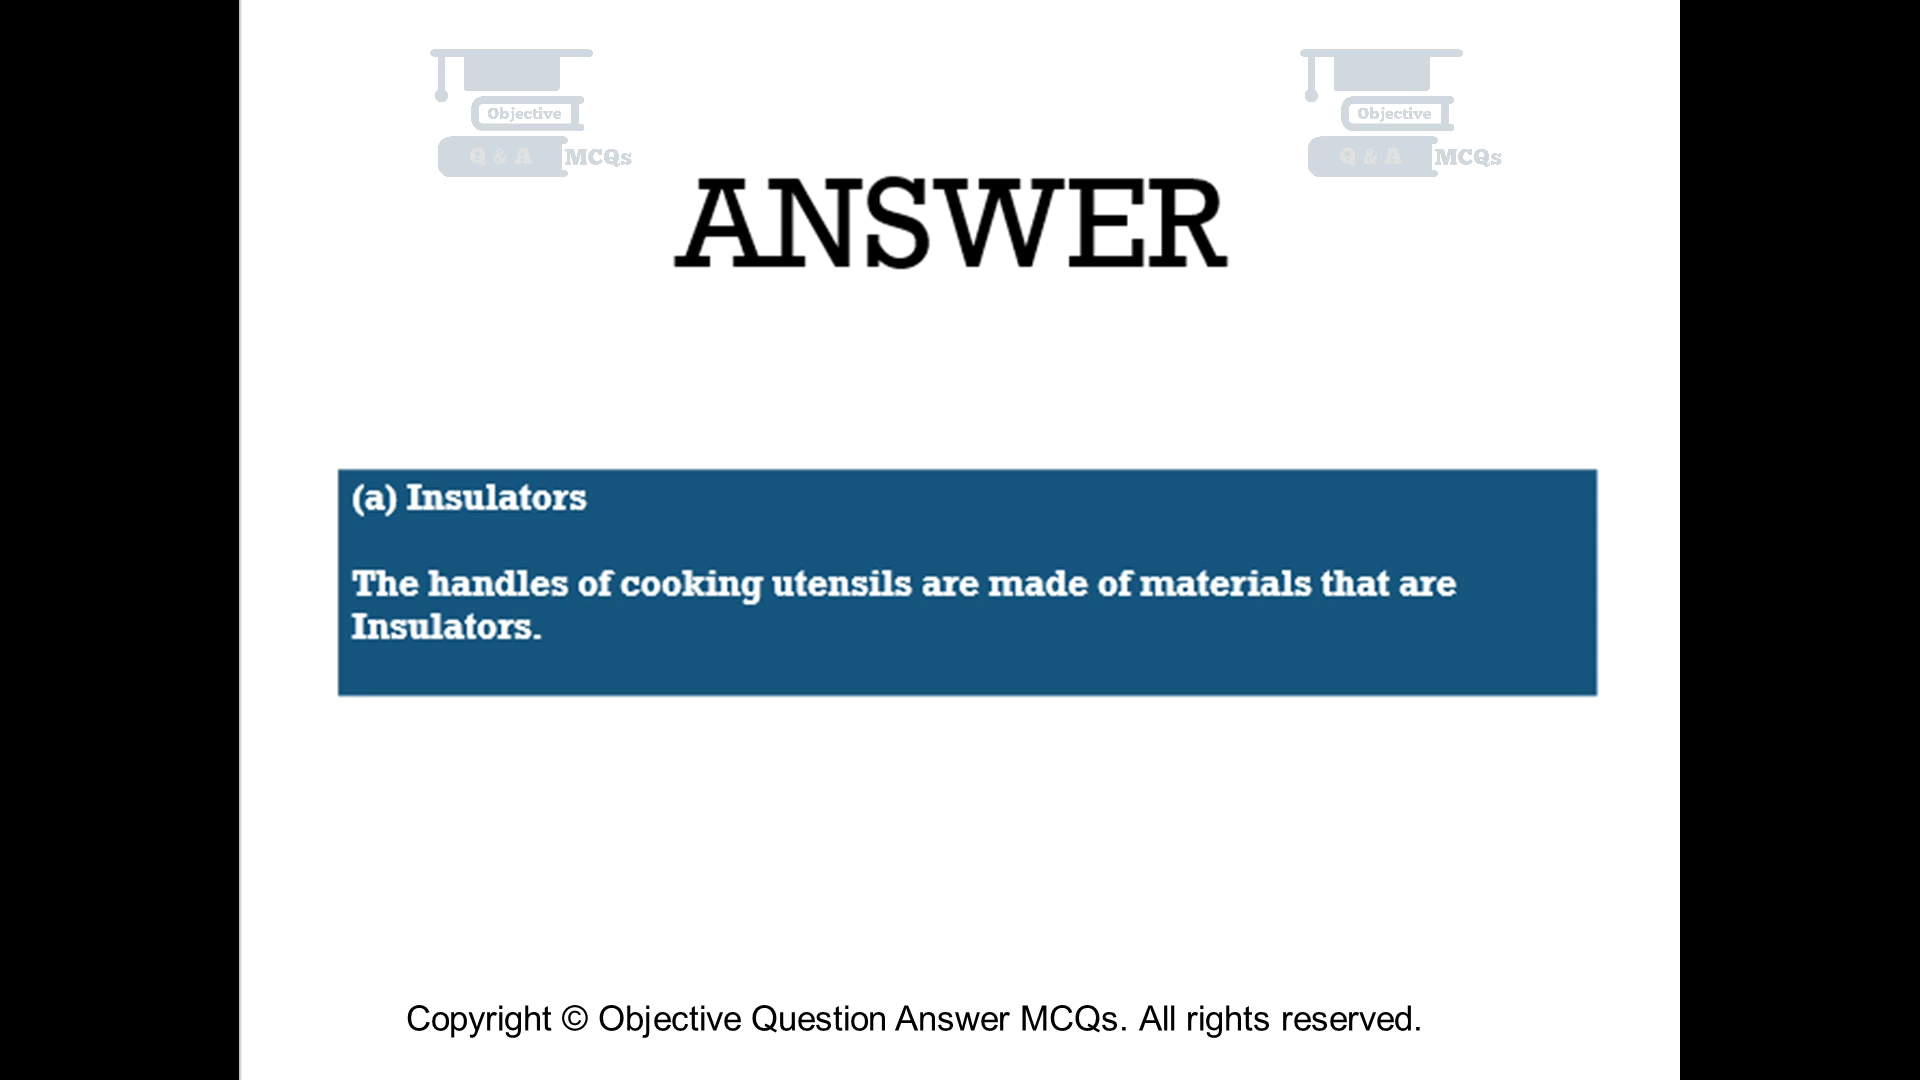 Objective
Q & A MCQs
Objective
Q & A MCQs
ANSWER
(a) Insulators
The handles of cooking utensils are made of materials that are
Insulators.
Copyright © Objective Question Answer MCQs. All rights reserved.